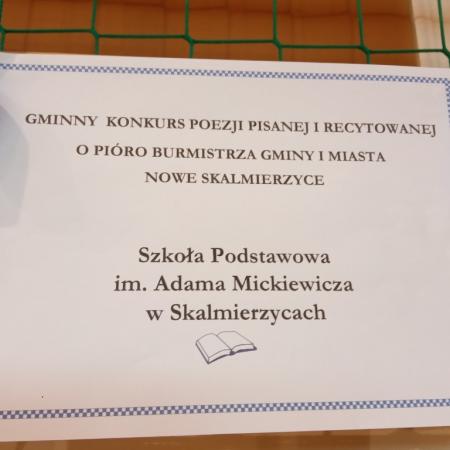 GMINNY KONKURS POEZJI PISANEJ I RECYTOWANEJ
O PIÓRO BURMISTRZA GMINY I MIASTA
NOWE SKALMIERZYCE
Szkoła Podstawowa
im. Adama Mickiewicza
w Skalmierzycach